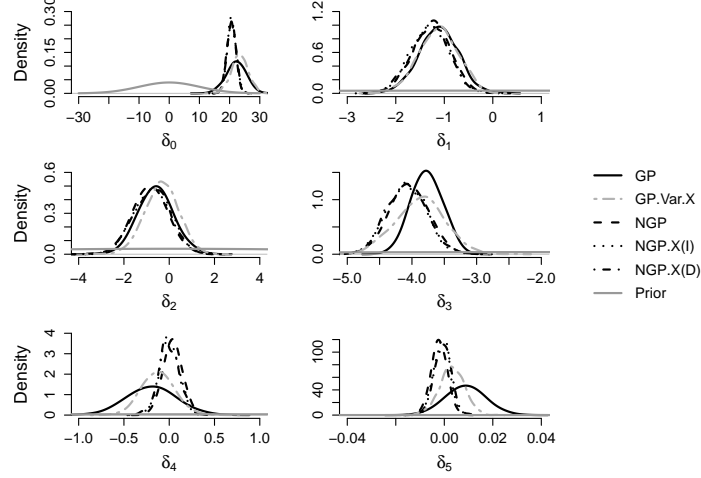 Density
0.00 0.15 0.30
−30 −10 0 10 20 30
δ0
0.0 0.6 1.2
−3 −2 −1 0 1
δ1
Density
0.0 0.3 0.6
−4 −2 0 2 4
δ2
0.0 1.0
−5.0 −4.0 −3.0 −2.0
δ3
GP
GP.Var.X
NGP
NGP.X(I)
NGP.X(D)
Prior
Density
0 1 2 3 4
−1.0 −0.5 0.0 0.5 1.0
δ4
0 40 100
−0.04 0.00 0.02 0.04
δ5